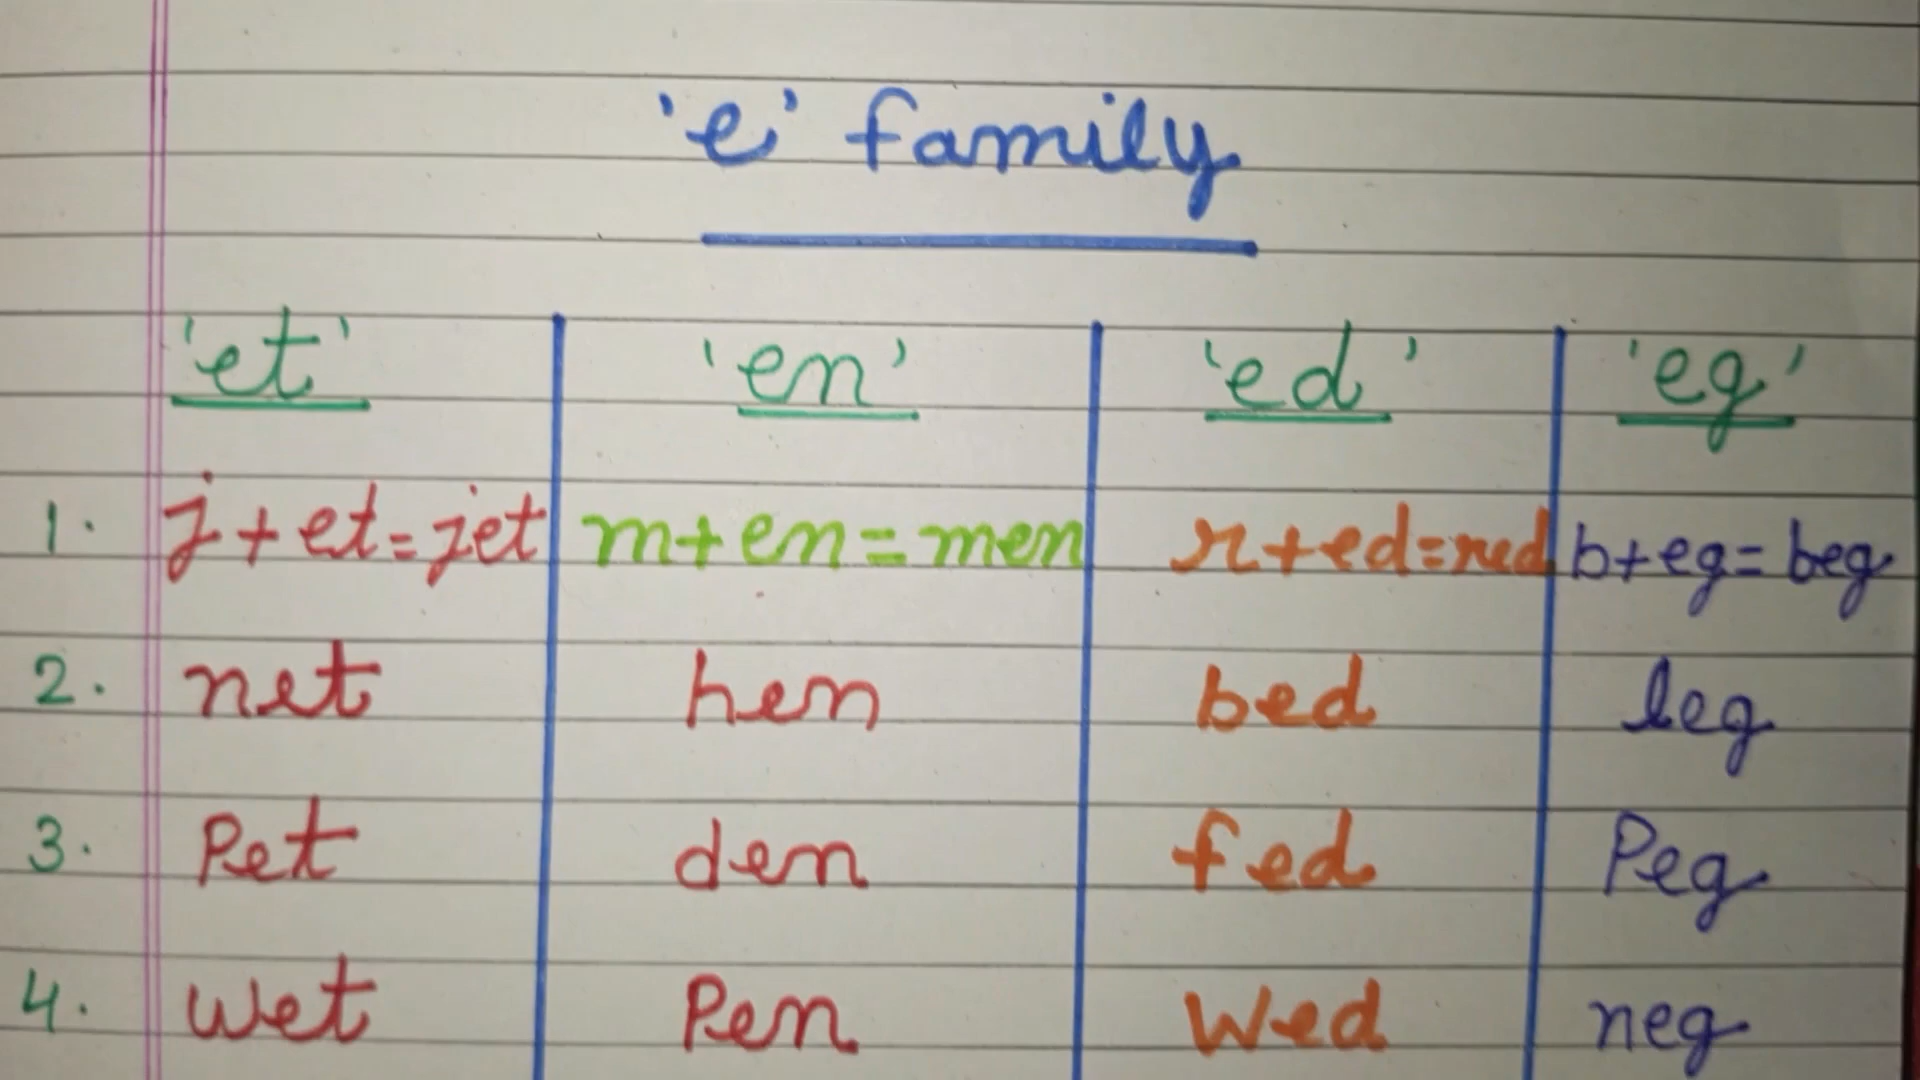 'e' family
'et' 'en' 'ed' 'eg'
1. j+et=jet m+en=men r+ed=red b+eg=beg
2. net hen bed leg
3. Pet den fed Peg
4. Wet Pen Wed neg